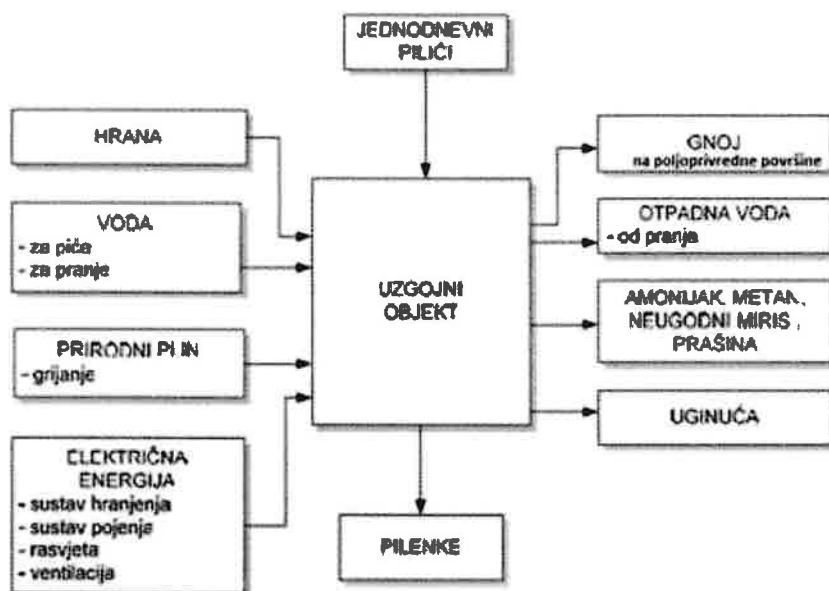 JEDNODNEVNI
PILIĆI
HRANA
VODA
- za piće
- za pranje
PRIRODNI PLIN
- grijanje
ELEKTRIČNA
ENERGIJA
- sustav hranjenja
- sustav pojenja
- rasvjeta
- ventilacija
UZGOJNI
OBJEKT
GNOJ
na poljoprivredne površine
OTPADNA VODA
- od pranja
AMONIJAK, METAN,
NEUGODNI MIRIS,
PRAŠINA
UGINUĆA
PILENKE